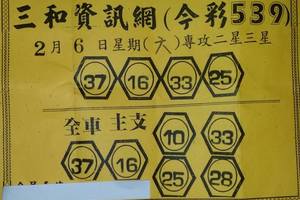 三和資訊網(今彩539)
2月6日星期(六)專攻二星三星
37 16 33 25
全車 主支
10 33
37 16
25 28